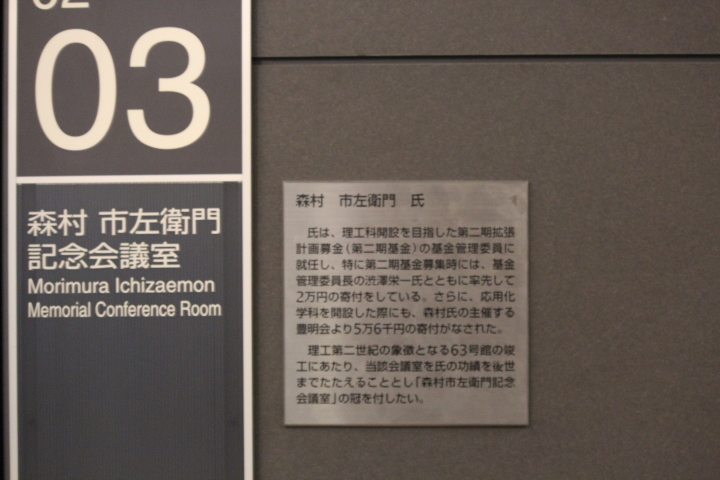 02
03
森村 市左衛門
記念会議室
Morimura Ichizaemon
Memorial Conference Room
森村 市左衛門 氏
氏は、理工科開設を目指した第二期拡張
計画募金(第二期基金)の基金管理委員に
就任し、特に第二期基金募集時には、基金
管理委員長の渋澤栄一氏とともに率先して
2万円の寄付をしている。さらに、応用化
学科を開設した際にも、森村氏の主催する
豊明会より5万6千円の寄付がなされた。
理工第二世紀の象徴となる63号館の竣
工にあたり、当該会議室を氏の功績を後世
までたたえることとし「森村市左衛門記念
会議室」の冠を付したい。